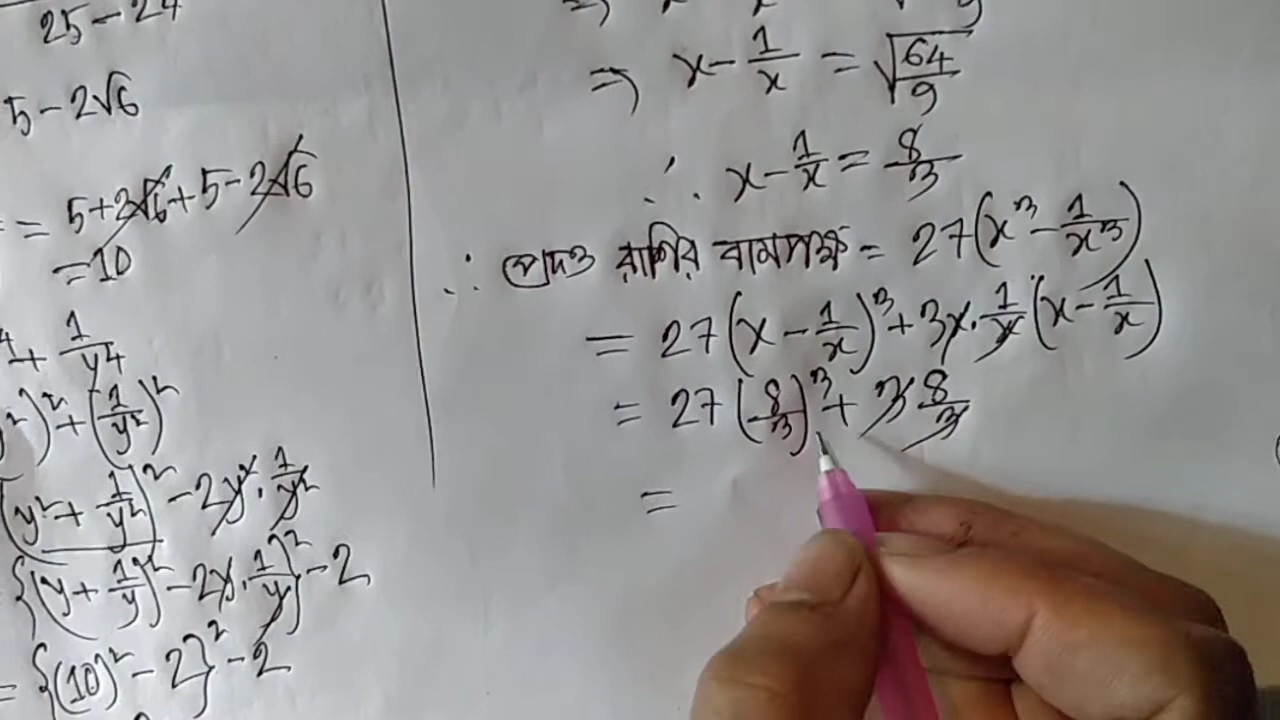 25-24
5-2√6
= 5+2√6+5-2√6
=10
4 + 1/y⁴
y²)² + (1/y²)²
(y² + 1/y²)² - 2y². 1/y²
= {(y + 1/y)² - 2y. 1/y}² - 2
= {(10)² - 2}² - 2
⇒ x - 1/x = √64/9
∴ x - 1/x = 8/3
∴ প্রদত্ত রাশির বামপক্ষ = 27(x³ - 1/x³)
= 27(x - 1/x)³ + 3x. 1/x (x - 1/x)
= 27(8/3)³ + 3 8/3
=